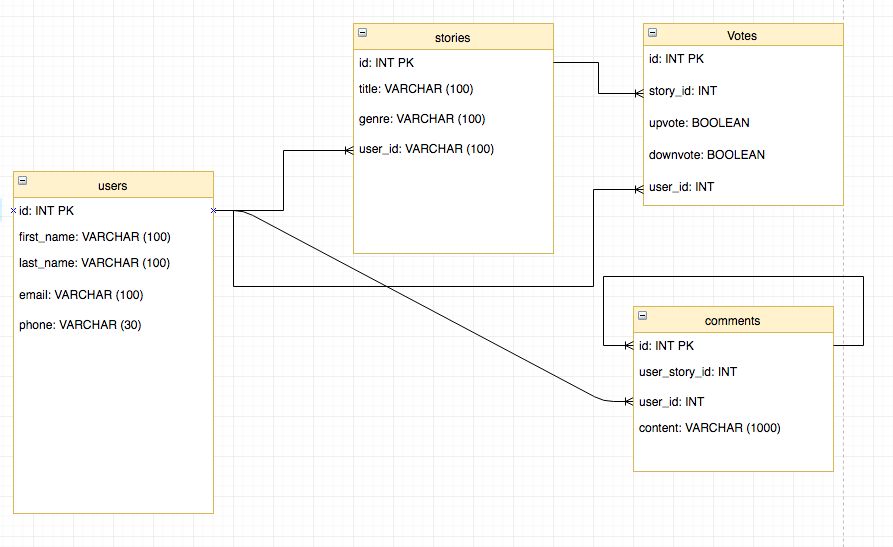 stories
id: INT PK
title: VARCHAR (100)
genre: VARCHAR (100)
user_id: VARCHAR (100)
Votes
id: INT PK
story_id: INT
upvote: BOOLEAN
downvote: BOOLEAN
user_id: INT
users
id: INT PK
first_name: VARCHAR (100)
last_name: VARCHAR (100)
email: VARCHAR (100)
phone: VARCHAR (30)
comments
id: INT PK
user_story_id: INT
user_id: INT
content: VARCHAR (1000)